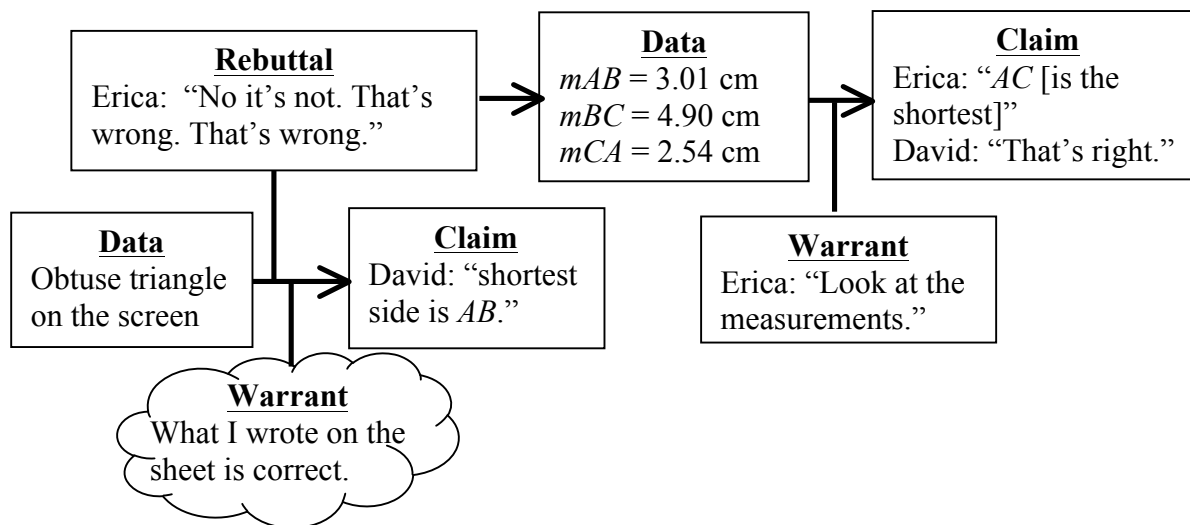 Rebuttal
Erica:  “No it’s not. That’s
wrong. That’s wrong.”
Data
mAB = 3.01 cm
mBC = 4.90 cm
mCA = 2.54 cm
Claim
Erica: “AC [is the
shortest]”
David: “That’s right.”
Data
Obtuse triangle
on the screen
Claim
David: “shortest
side is AB.”
Warrant
Erica: “Look at the
measurements.”
Warrant
What I wrote on the
sheet is correct.